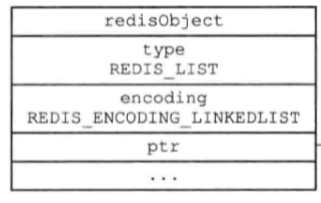 redisObject
type
REDIS_LIST
encoding
REDIS_ENCODING_LINKEDLIST
ptr
...